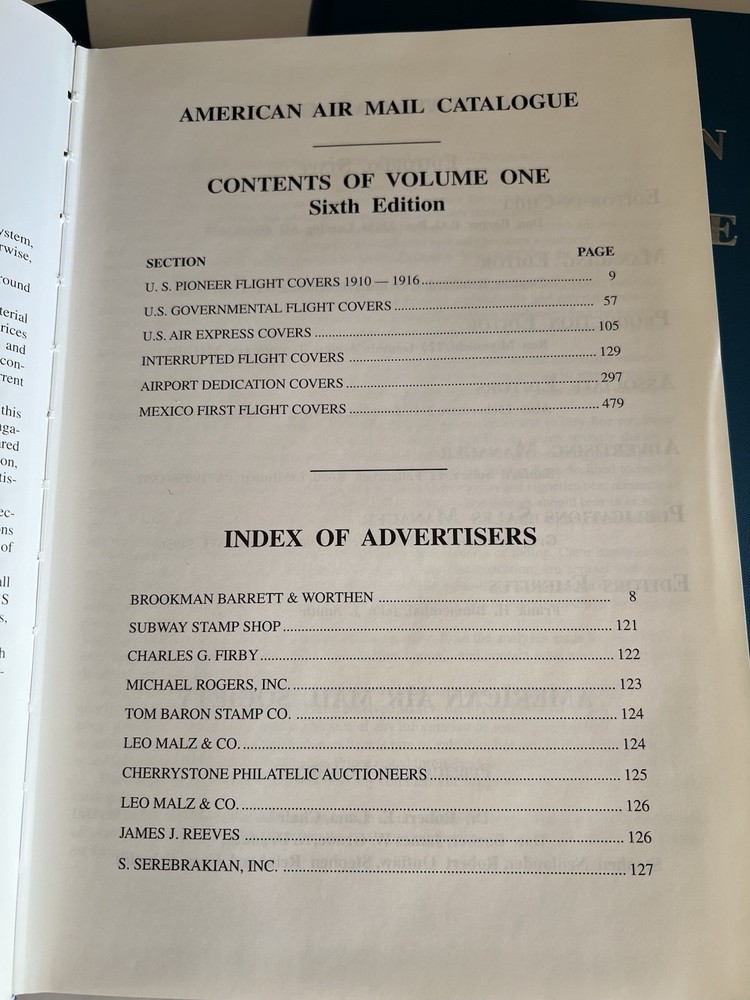 AMERICAN AIR MAIL CATALOGUE
CONTENTS OF VOLUME ONE
Sixth Edition
SECTION PAGE
U. S. PIONEER FLIGHT COVERS 1910 — 1916 9
U.S. GOVERNMENTAL FLIGHT COVERS 57
U.S. AIR EXPRESS COVERS 105
INTERRUPTED FLIGHT COVERS 129
AIRPORT DEDICATION COVERS 297
MEXICO FIRST FLIGHT COVERS 479
INDEX OF ADVERTISERS
BROOKMAN BARRETT & WORTHEN 8
SUBWAY STAMP SHOP 121
CHARLES G. FIRBY 122
MICHAEL ROGERS, INC. 123
TOM BARON STAMP CO. 124
LEO MALZ & CO. 124
CHERRYSTONE PHILATELIC AUCTIONEERS 125
LEO MALZ & CO. 126
JAMES J. REEVES 126
S. SEREBRAKIAN, INC. 127